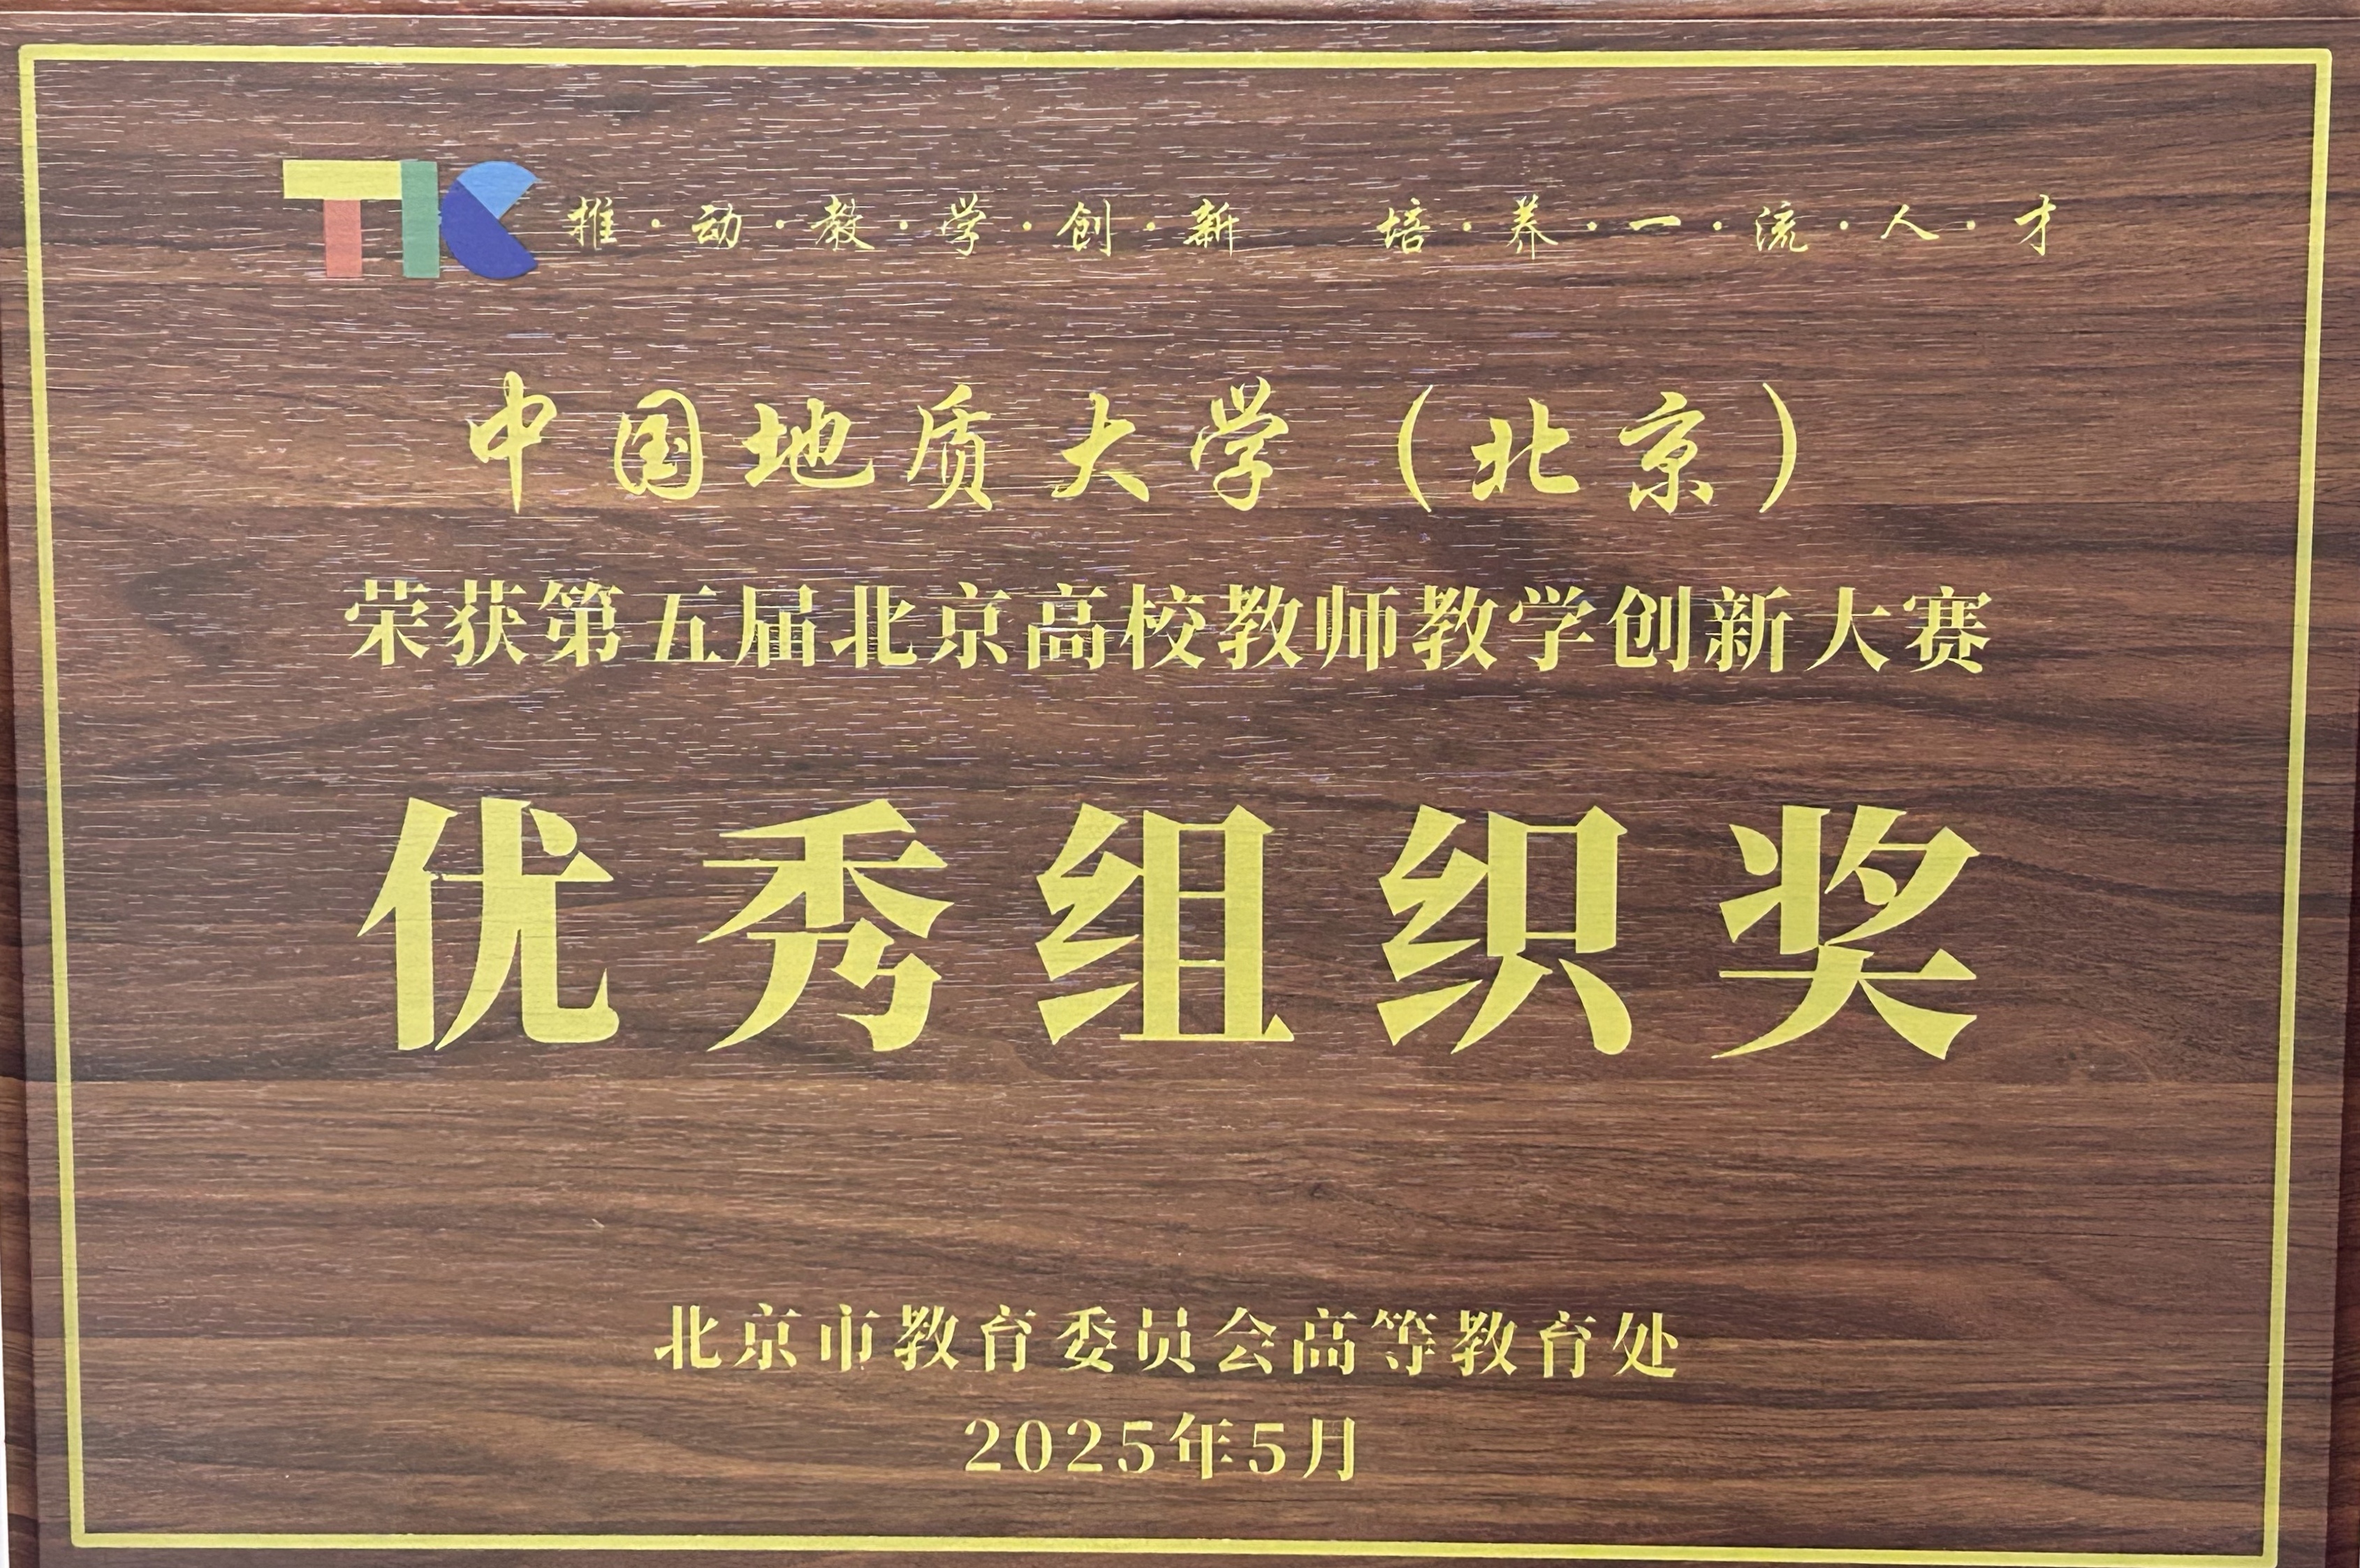 TIC 推·动·教·学·创·新 培·养·一·流·人·才
中国地质大学（北京）
荣获第五届北京高校教师教学创新大赛
优秀组织奖
北京市教育委员会高等教育处
2025年5月